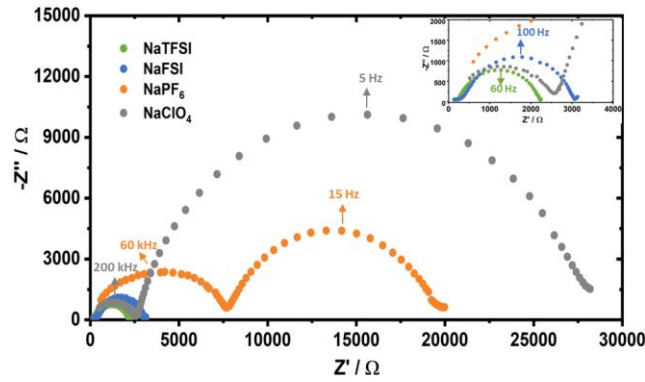 15000
12000
9000
6000
3000
0
-Z'' / Ω
NaTFSI
NaFSI
NaPF₆
NaClO₄
5 Hz
15 Hz
60 kHz
200 kHz
0 5000 10000 15000 20000 25000 30000
Z' / Ω
2000
1500
1000
500
0
-Z'' / Ω
100 Hz
60 Hz
0 1000 2000 3000 4000
Z' / Ω